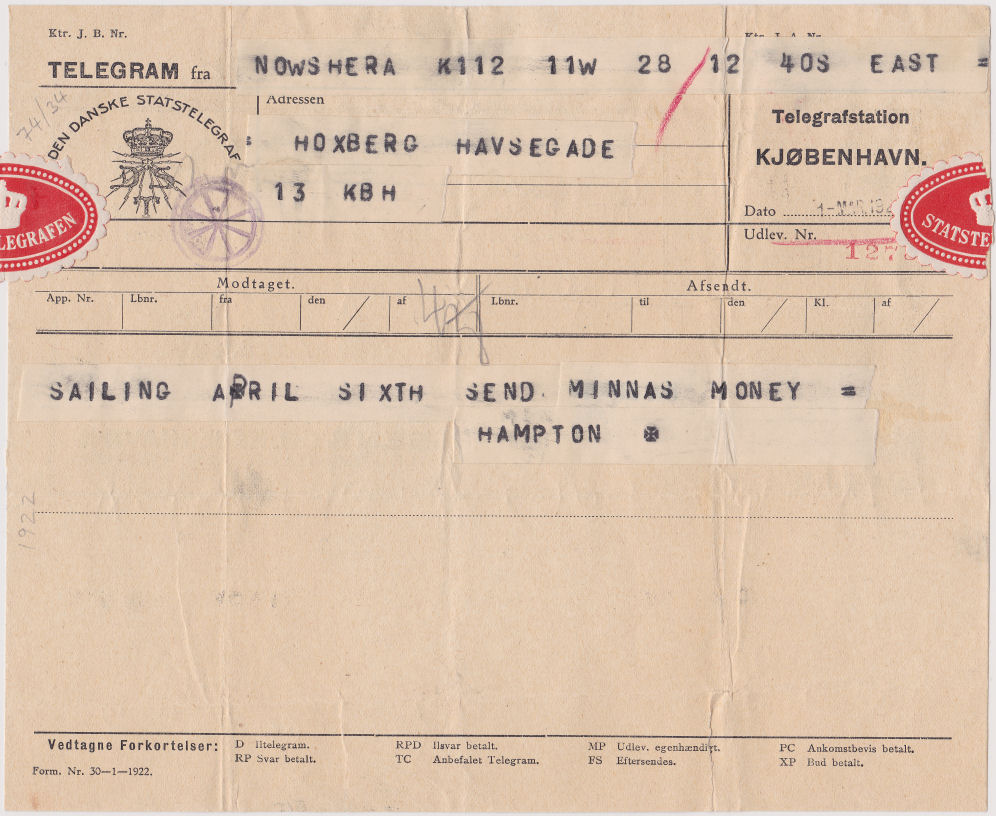 Ktr. J. B. Nr.
TELEGRAM fra
NOWSHERA K112 11W 28/12 40S EAST =
74/34
DEN DANSKE STATSTELEGRAF
Adressen
: HOXBERG HAVSEGADE
13 KBH
Telegrafstation
KJØBENHAVN.
Dato
Udlev. Nr.
LEGRAFEN
STATSTE
Modtaget.
Afsendt.
App. Nr. Lbnr. fra den / af
Lbnr. til den / Kl. af /
SAILING APRIL SIXTH SEND MINNAS MONEY =
HAMPTON ✠
1922
Vedtagne Forkortelser:
D Iltelegram.
RP Svar betalt.
RPD Ilsvar betalt.
TC Anbefalet Telegram.
MP Udlev. egenhændigt.
FS Eftersendes.
PC Ankomstbevis betalt.
XP Bud betalt.
Form. Nr. 30—1—1922.